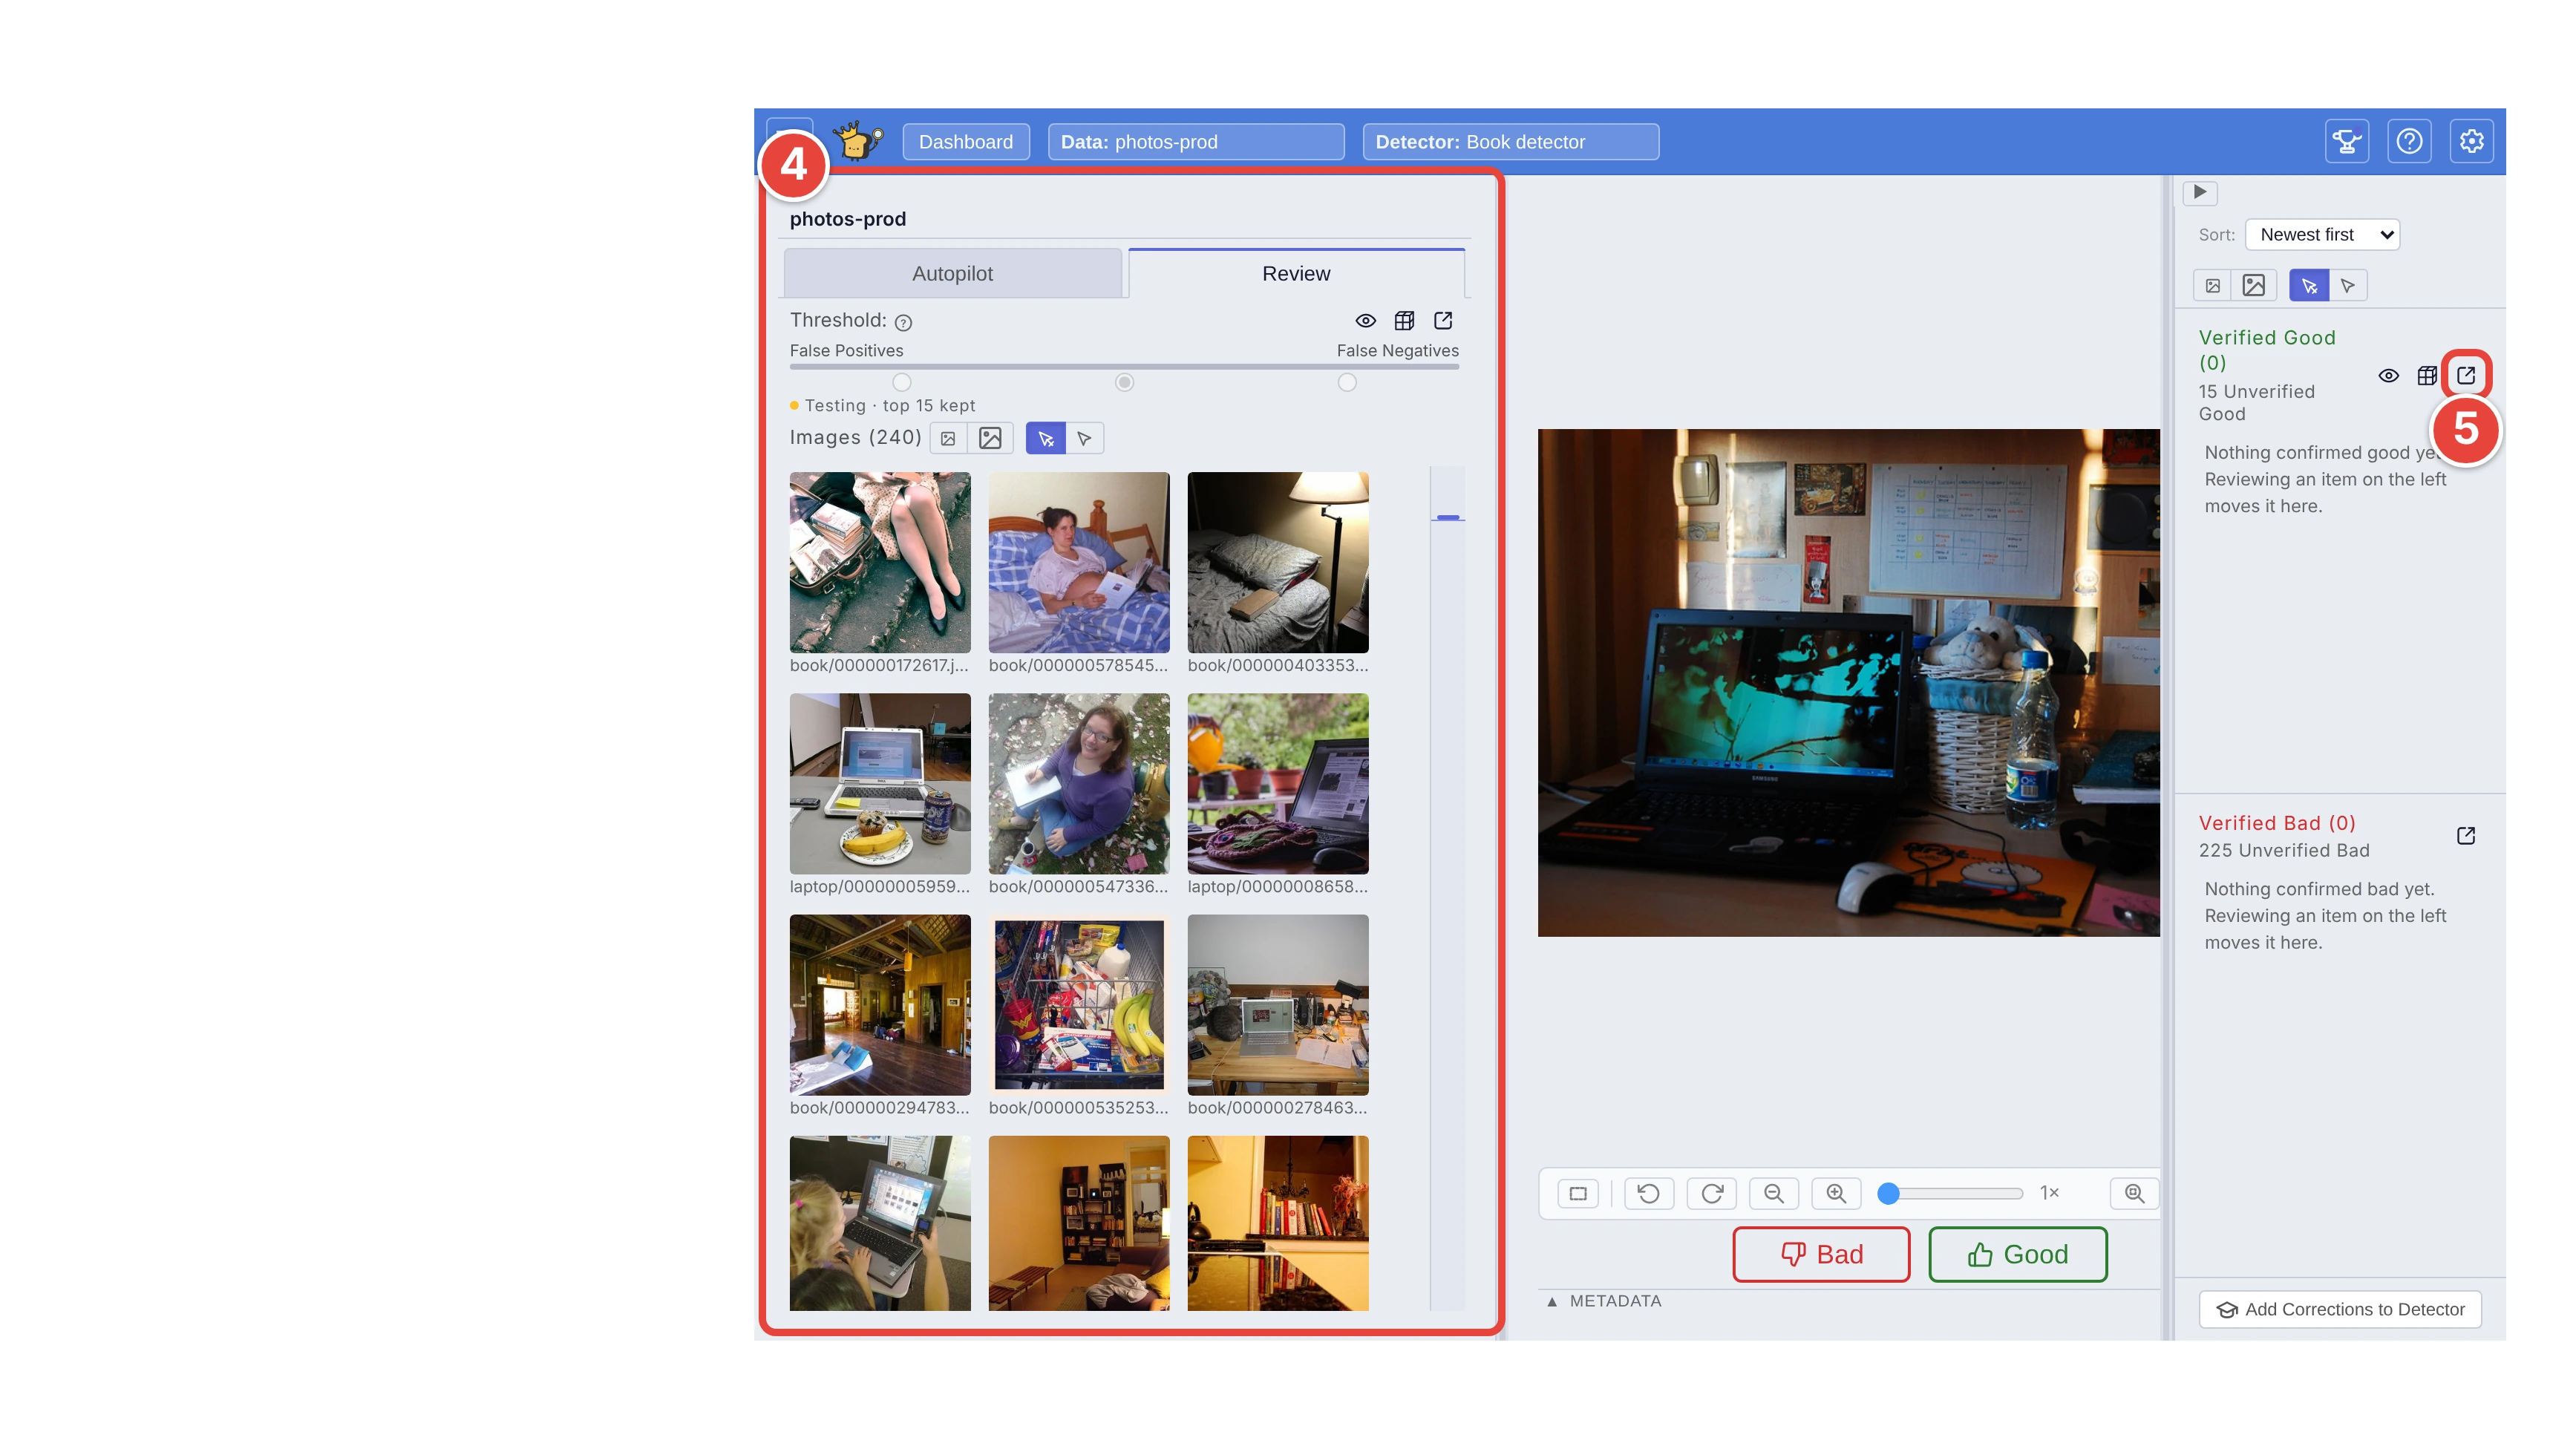 Dashboard
Data: photos-prod
Detector: Book detector
4
photos-prod
Autopilot
Review
Threshold:
False Positives
False Negatives
Testing · top 15 kept
Images (240)
book/000000172617.j...
book/000000578545...
book/000000403353...
laptop/00000005959...
book/000000547336...
laptop/00000008658...
book/000000294783...
book/000000535253...
book/000000278463...
SAMSUNG
1×
Bad
Good
▲ METADATA
Sort: Newest first
Verified Good
(0)
15 Unverified
Good
5
Nothing confirmed good ye
Reviewing an item on the left
moves it here.
Verified Bad (0)
225 Unverified Bad
Nothing confirmed bad yet.
Reviewing an item on the left
moves it here.
Add Corrections to Detector